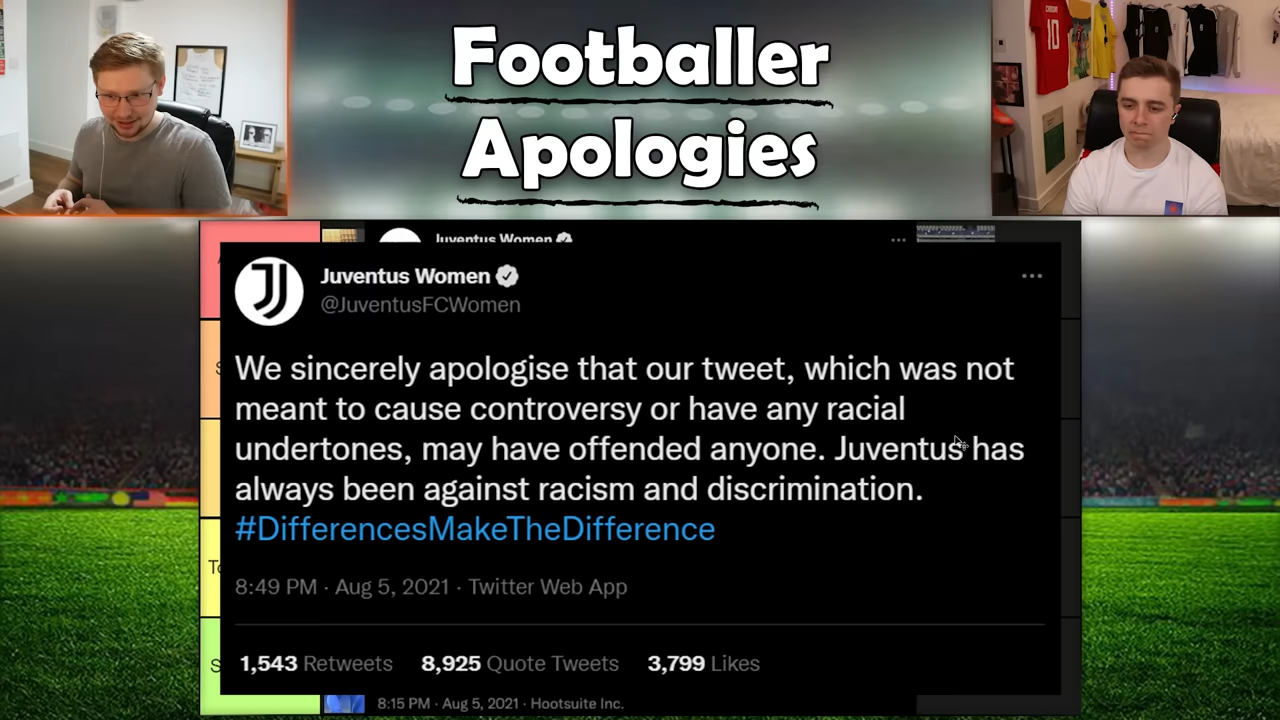 Footballer
Apologies
Juventus Women
Juventus Women
@JuventusFCWomen
We sincerely apologise that our tweet, which was not
meant to cause controversy or have any racial
undertones, may have offended anyone. Juventus has
always been against racism and discrimination.
#DifferencesMakeTheDifference
8:49 PM · Aug 5, 2021 · Twitter Web App
1,543 Retweets 8,925 Quote Tweets 3,799 Likes
8:15 PM · Aug 5, 2021 · Hootsuite Inc.
10